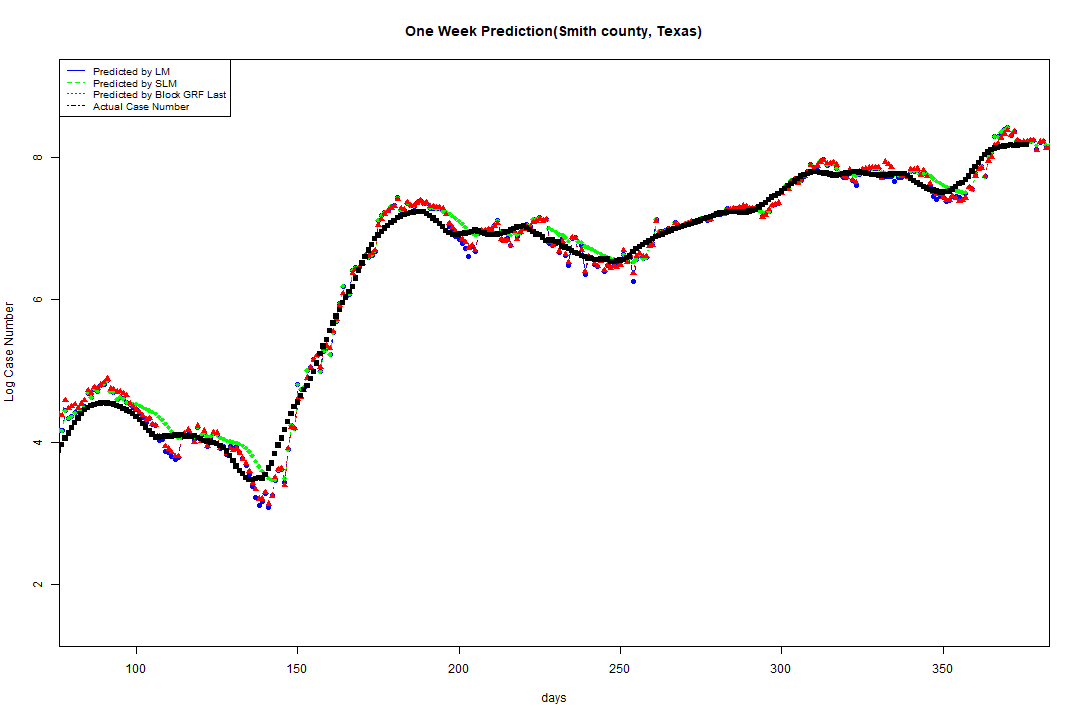 One Week Prediction(Smith county, Texas)
Predicted by LM
Predicted by SLM
Predicted by Block GRF Last
Actual Case Number
Log Case Number
8
6
4
2
100 150 200 250 300 350
days